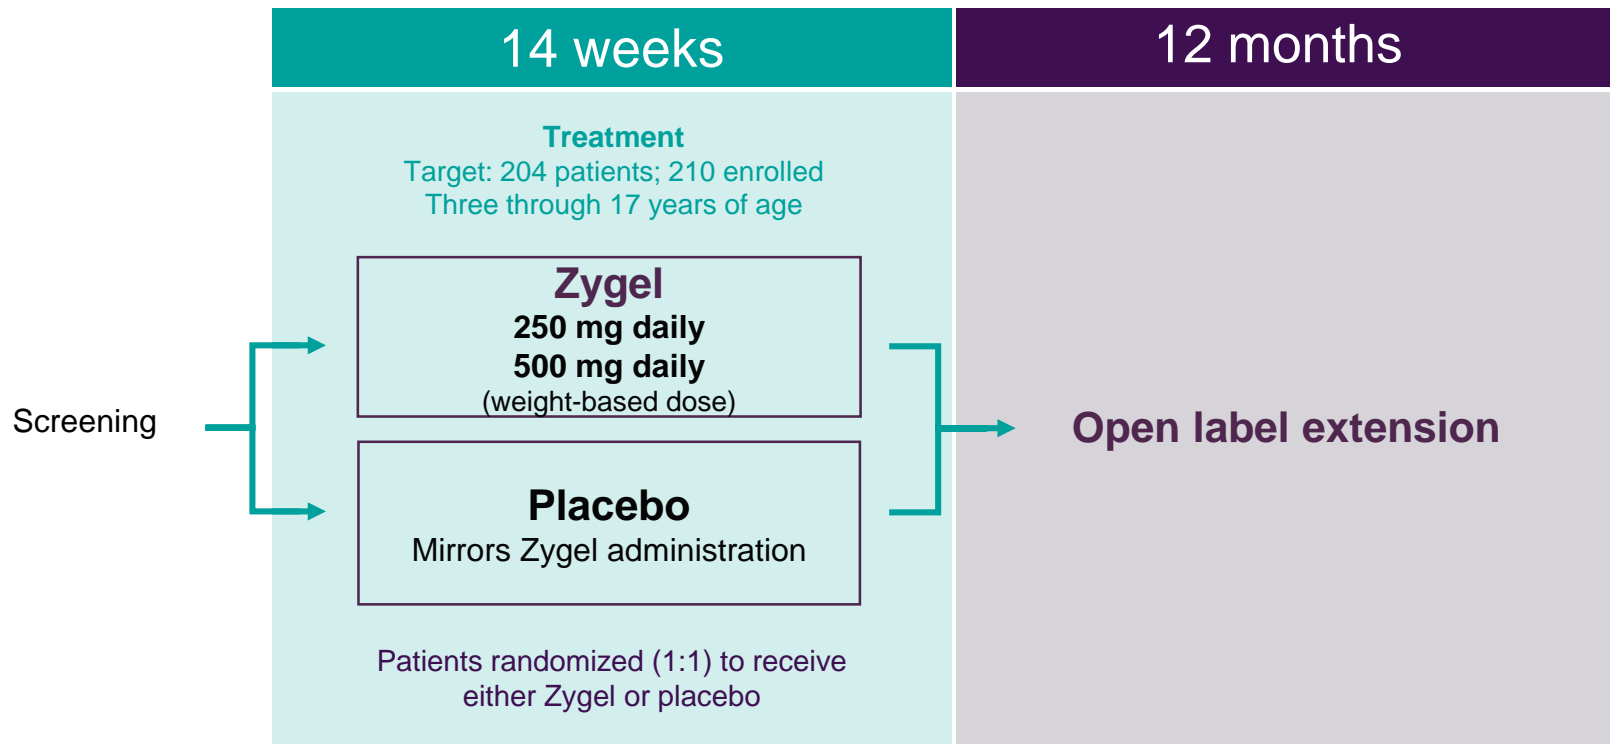 14 weeks
12 months
Treatment
Target: 204 patients; 210 enrolled
Three through 17 years of age
Zygel
250 mg daily
500 mg daily
(weight-based dose)
Screening
Open label extension
Placebo
Mirrors Zygel administration
Patients randomized (1:1) to receive
either Zygel or placebo